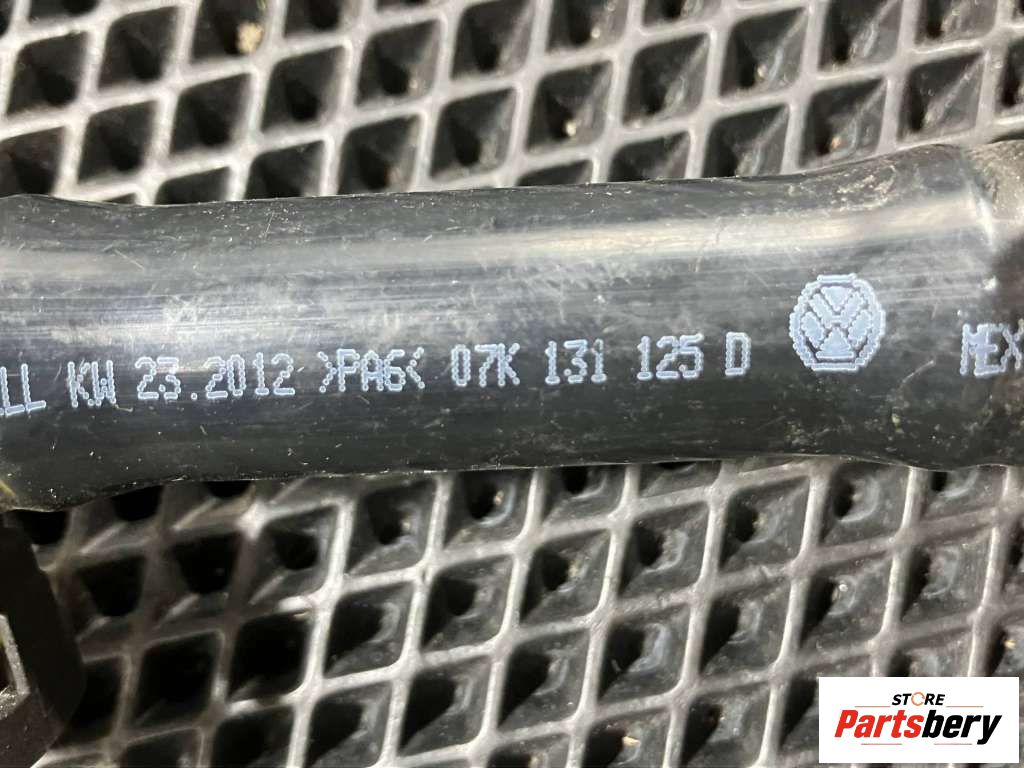 KW 23.2012 >PA6< 07K 131 125 D
STORE
Partsbery